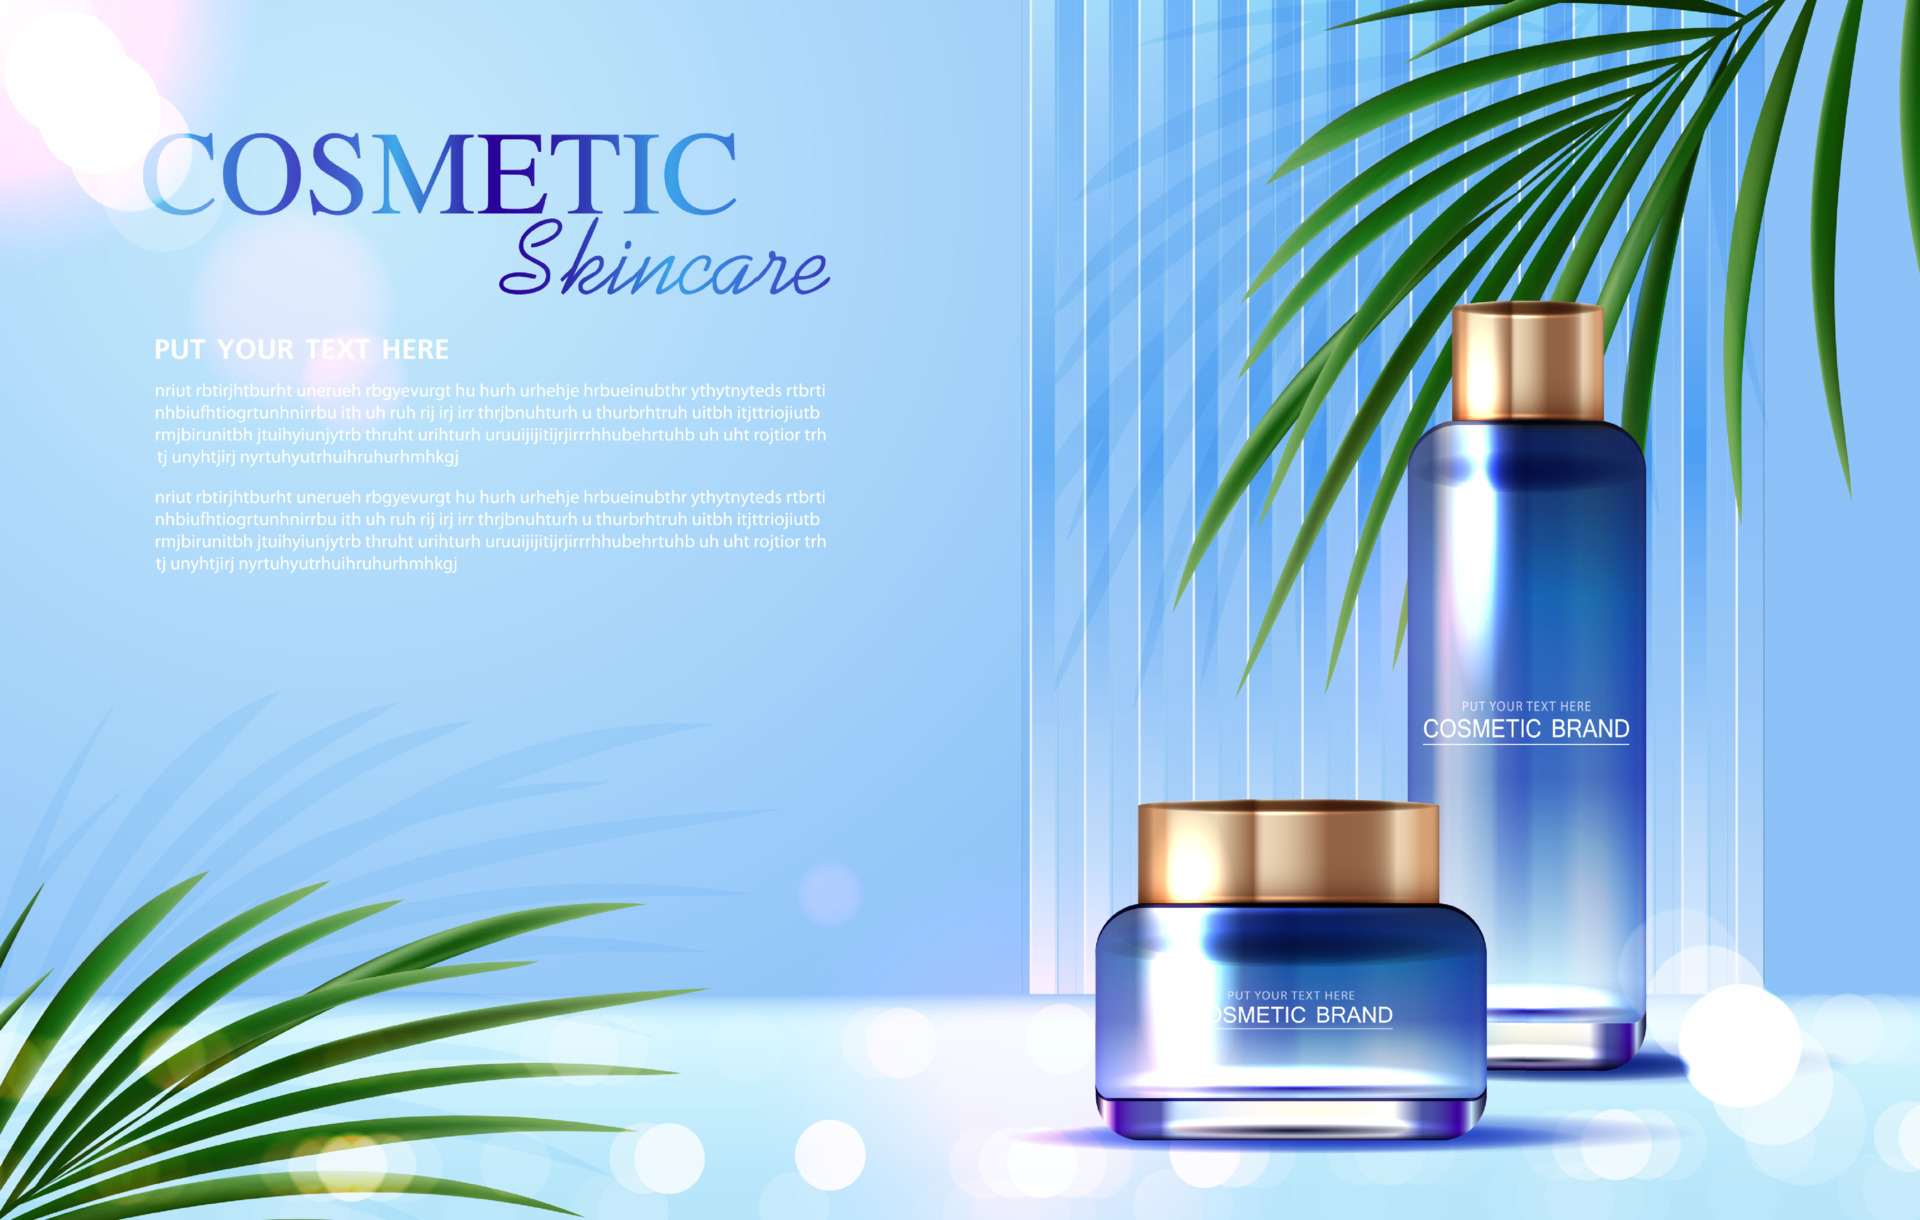 COSMETIC
Skincare
PUT YOUR TEXT HERE
nriut rbtirjhtburht unerueh rbgyevurgt hu hurh urhehje hrbueinubthr ythytnyteds rtbrti
nhbiufhtiogrtunhnirrbu ith uh ruh rij irj irr thrjbnuhturh u thurbrhtruh uitbh itjttriojiutb
rmjbirunitbh jtuihyiunjytrb thruht urihturh uruuijijitijrjirrrhhubehrtuhb uh uht rojtior trh
tj unyhtjirj nyrtuhyutrhuihruhurhmhkgj
nriut rbtirjhtburht unerueh rbgyevurgt hu hurh urhehje hrbueinubthr ythytnyteds rtbrti
nhbiufhtiogrtunhnirrbu ith uh ruh rij irj irr thrjbnuhturh u thurbrhtruh uitbh itjttriojiutb
rmjbirunitbh jtuihyiunjytrb thruht urihturh uruuijijitijrjirrrhhubehrtuhb uh uht rojtior trh
tj unyhtjirj nyrtuhyutrhuihruhurhmhkgj
PUT YOUR TEXT HERE
COSMETIC BRAND
PUT YOUR TEXT HERE
COSMETIC BRAND